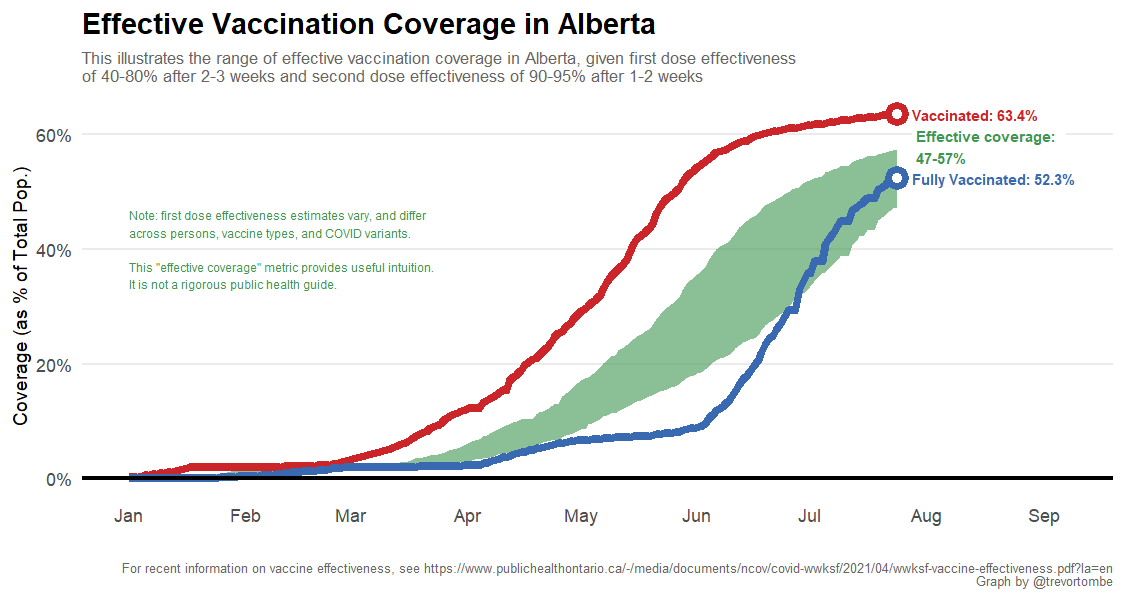 Effective Vaccination Coverage in Alberta
This illustrates the range of effective vaccination coverage in Alberta, given first dose effectiveness
of 40-80% after 2-3 weeks and second dose effectiveness of 90-95% after 1-2 weeks
Vaccinated: 63.4%
Effective coverage:
47-57%
Fully Vaccinated: 52.3%
60%
40%
20%
0%
Coverage (as % of Total Pop.)
Note: first dose effectiveness estimates vary, and differ
across persons, vaccine types, and COVID variants.
This "effective coverage" metric provides useful intuition.
It is not a rigorous public health guide.
Jan Feb Mar Apr May Jun Jul Aug Sep
For recent information on vaccine effectiveness, see https://www.publichealthontario.ca/-/media/documents/ncov/covid-wwksf/2021/04/wwksf-vaccine-effectiveness.pdf?la=en
Graph by @trevortombe